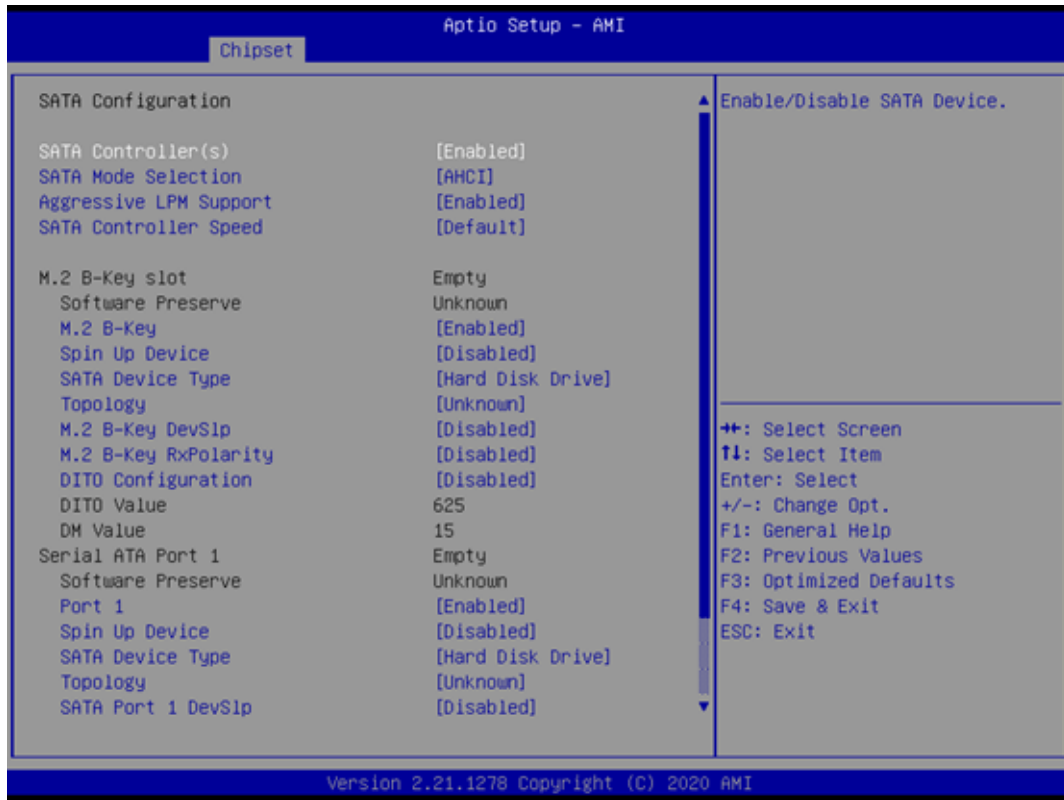 Aptio Setup – AMI
Chipset
SATA Configuration
SATA Controller(s) [Enabled]
SATA Mode Selection [AHCI]
Aggressive LPM Support [Enabled]
SATA Controller Speed [Default]
M.2 B-Key slot Empty
Software Preserve Unknown
M.2 B-Key [Enabled]
Spin Up Device [Disabled]
SATA Device Type [Hard Disk Drive]
Topology [Unknown]
M.2 B-Key DevSlp [Disabled]
M.2 B-Key RxPolarity [Disabled]
DITO Configuration [Disabled]
DITO Value 625
DM Value 15
Serial ATA Port 1 Empty
Software Preserve Unknown
Port 1 [Enabled]
Spin Up Device [Disabled]
SATA Device Type [Hard Disk Drive]
Topology [Unknown]
SATA Port 1 DevSlp [Disabled]
Enable/Disable SATA Device.
→←: Select Screen
↑↓: Select Item
Enter: Select
+/-: Change Opt.
F1: General Help
F2: Previous Values
F3: Optimized Defaults
F4: Save & Exit
ESC: Exit
Version 2.21.1278 Copyright (C) 2020 AMI